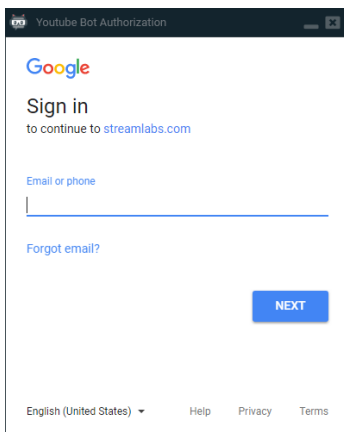 Youtube Bot Authorization
Google
Sign in
to continue to streamlabs.com
Email or phone
Forgot email?
NEXT
English (United States) Help Privacy Terms